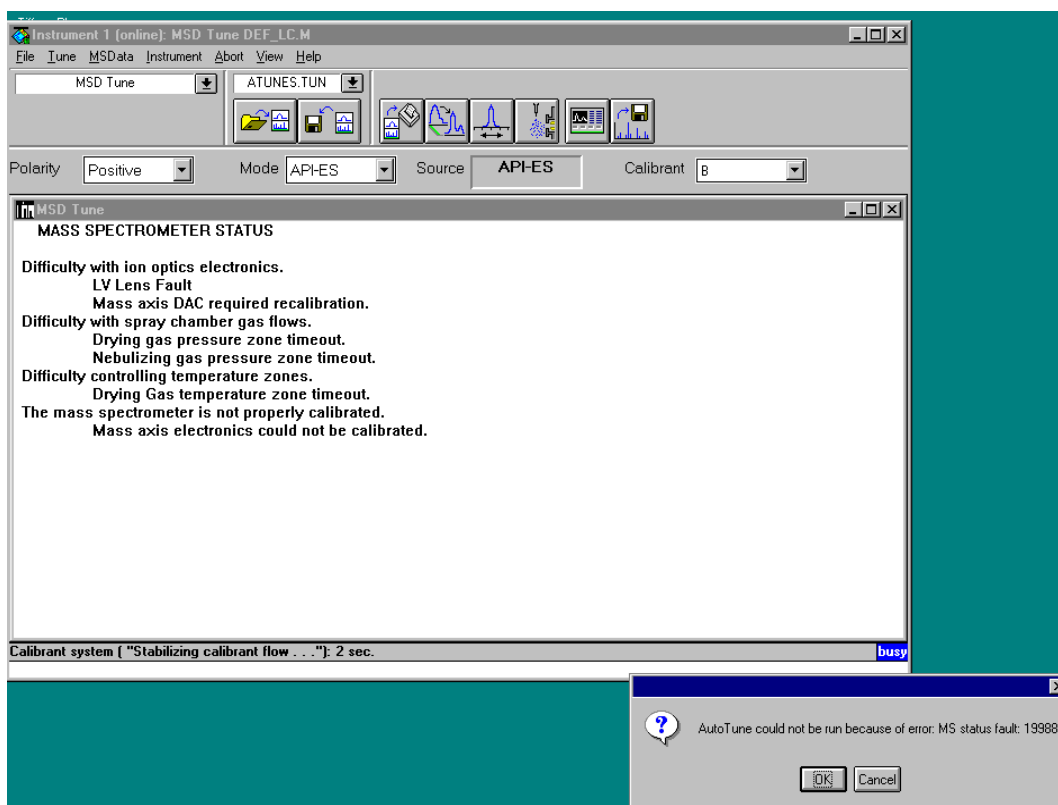 Instrument 1 (online): MSD Tune DEF_LC.M
File Tune MSData Instrument Abort View Help
MSD Tune ATUNES.TUN
Polarity Positive Mode API-ES Source API-ES Calibrant B
MSD Tune
MASS SPECTROMETER STATUS
Difficulty with ion optics electronics.
LV Lens Fault
Mass axis DAC required recalibration.
Difficulty with spray chamber gas flows.
Drying gas pressure zone timeout.
Nebulizing gas pressure zone timeout.
Difficulty controlling temperature zones.
Drying Gas temperature zone timeout.
The mass spectrometer is not properly calibrated.
Mass axis electronics could not be calibrated.
Calibrant system ( "Stabilizing calibrant flow . . ."): 2 sec. busy
AutoTune could not be run because of error: MS status fault: 19988
OK Cancel